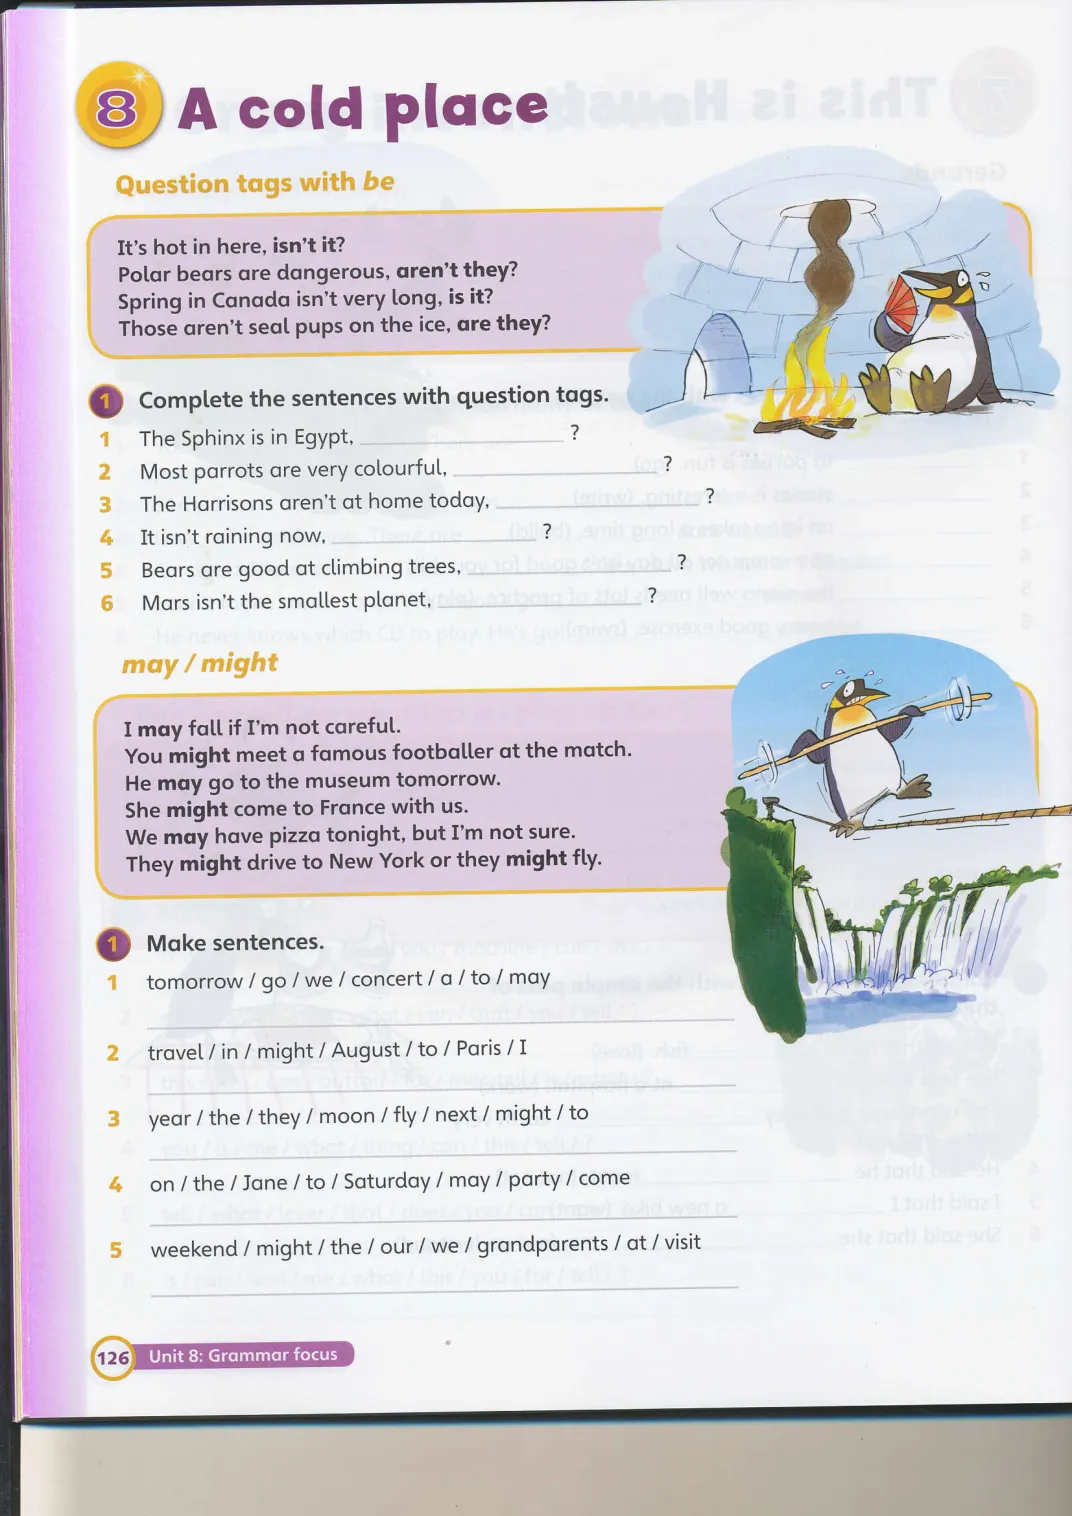 8 A cold place
Question tags with be
It's hot in here, isn't it?
Polar bears are dangerous, aren't they?
Spring in Canada isn't very long, is it?
Those aren't seal pups on the ice, are they?
1 Complete the sentences with question tags.
1 The Sphinx is in Egypt, ____________________ ?
2 Most parrots are very colourful, ____________________ ?
3 The Harrisons aren't at home today, ____________________ ?
4 It isn't raining now, ____________________ ?
5 Bears are good at climbing trees, ____________________ ?
6 Mars isn't the smallest planet, ____________________ ?
may / might
I may fall if I'm not careful.
You might meet a famous footballer at the match.
He may go to the museum tomorrow.
She might come to France with us.
We may have pizza tonight, but I'm not sure.
They might drive to New York or they might fly.
1 Make sentences.
1 tomorrow / go / we / concert / a / to / may
2 travel / in / might / August / to / Paris / I
3 year / the / they / moon / fly / next / might / to
4 on / the / Jane / to / Saturday / may / party / come
5 weekend / might / the / our / we / grandparents / at / visit
126 Unit 8: Grammar focus